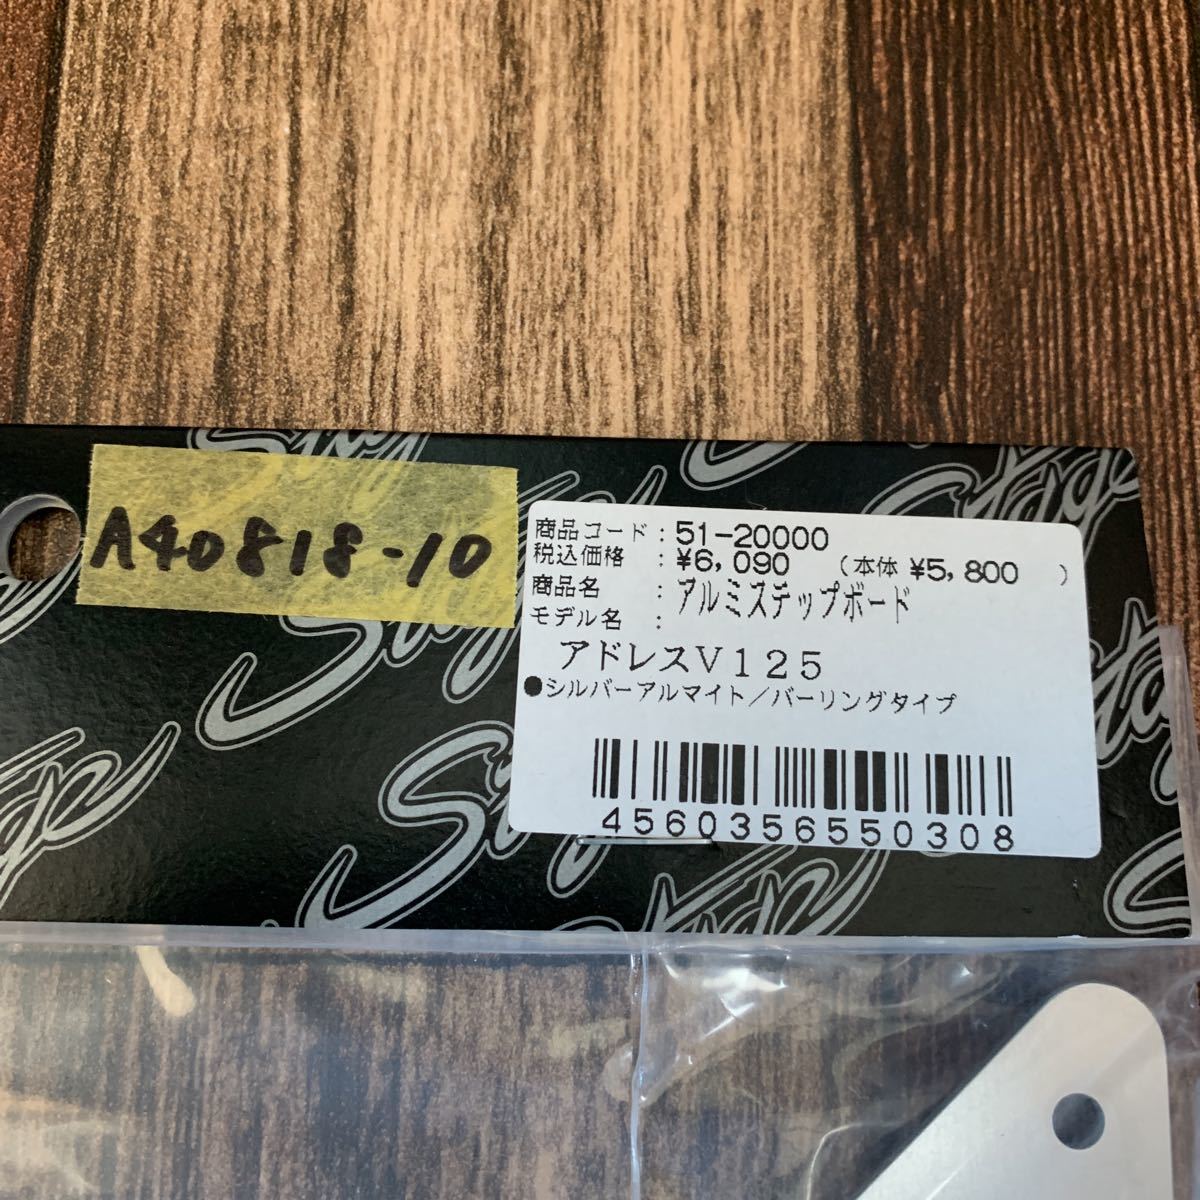 A40818-10
商品コード : 51-20000
税込価格 : ¥6,090 (本体 ¥5,800 )
商品名 : アルミステップボード
モデル名 :
アドレスV125
●シルバーアルマイト/バーリングタイプ
4560356550308